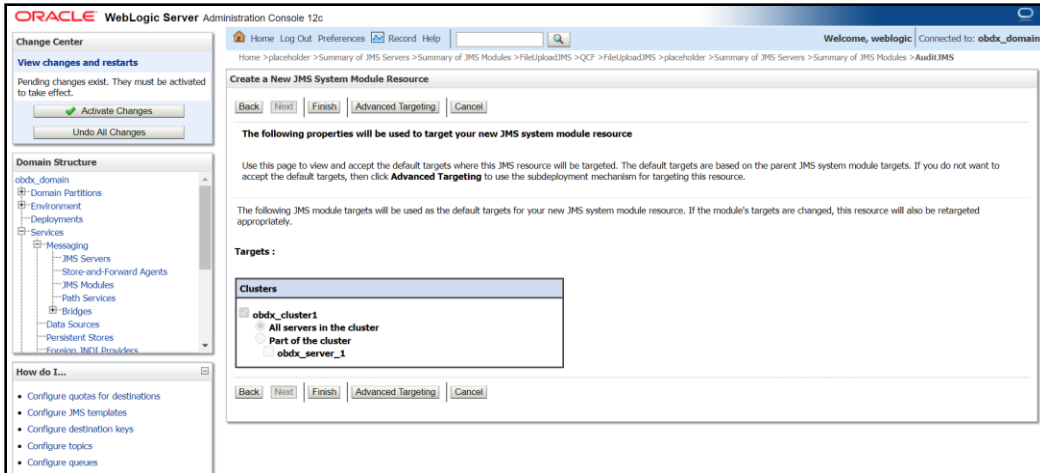 ORACLE WebLogic Server Administration Console 12c
Change Center
View changes and restarts
Pending changes exist. They must be activated
to take effect.
Activate Changes
Undo All Changes
Domain Structure
obdx_domain
Domain Partitions
Environment
Deployments
Services
Messaging
JMS Servers
Store-and-Forward Agents
JMS Modules
Path Services
Bridges
Data Sources
Persistent Stores
Foreign JNDI Providers
How do I...
Configure quotas for destinations
Configure JMS templates
Configure destination keys
Configure topics
Configure queues
Home Log Out Preferences Record Help
Welcome, weblogic Connected to: obdx_domain
Home >placeholder >Summary of JMS Servers >Summary of JMS Modules >FileUploadJMS >QCF >FileUploadJMS >placeholder >Summary of JMS Servers >Summary of JMS Modules >AuditJMS
Create a New JMS System Module Resource
Back Next Finish Advanced Targeting Cancel
The following properties will be used to target your new JMS system module resource
Use this page to view and accept the default targets where this JMS resource will be targeted. The default targets are based on the parent JMS system module targets. If you do not want to
accept the default targets, then click Advanced Targeting to use the subdeployment mechanism for targeting this resource.
The following JMS module targets will be used as the default targets for your new JMS system module resource. If the module's targets are changed, this resource will also be retargeted
appropriately.
Targets :
Clusters
obdx_cluster1
All servers in the cluster
Part of the cluster
obdx_server_1
Back Next Finish Advanced Targeting Cancel